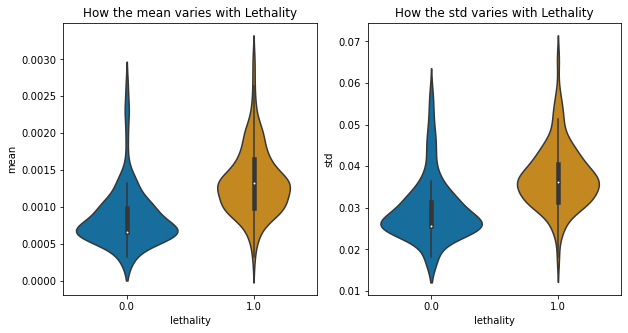 How the mean varies with Lethality
mean
0.0030
0.0025
0.0020
0.0015
0.0010
0.0005
0.0000
0.0 1.0
lethality
How the std varies with Lethality
std
0.07
0.06
0.05
0.04
0.03
0.02
0.01
0.0 1.0
lethality